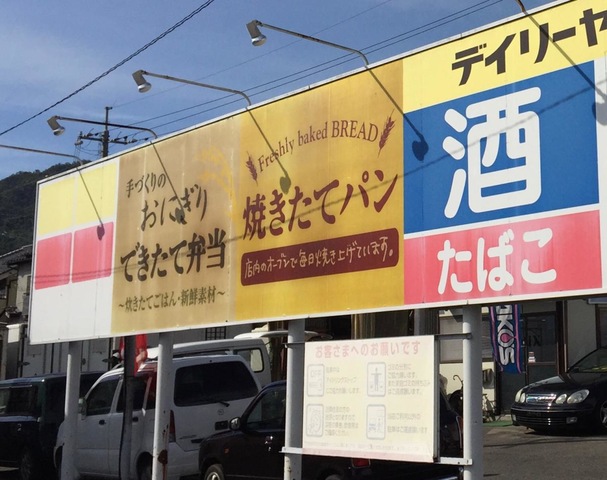 デイリーヤ
酒
たばこ
Freshly baked BREAD
焼きたてパン
店内のオーブンで毎日焼き上げています。
手づくりの
おにぎり
できたて弁当
〜炊きたてごはん・新鮮素材〜
お客さまへのお願いです